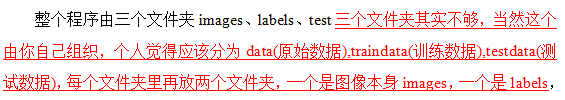 整个程序由三个文件夹 images、labels、test 三个文件夹其实不够，当然这个
由你自己组织，个人觉得应该分为 data(原始数据),traindata(训练数据),testdata(测
试数据)，每个文件夹里再放两个文件夹，一个是图像本身 images，一个是 labels，